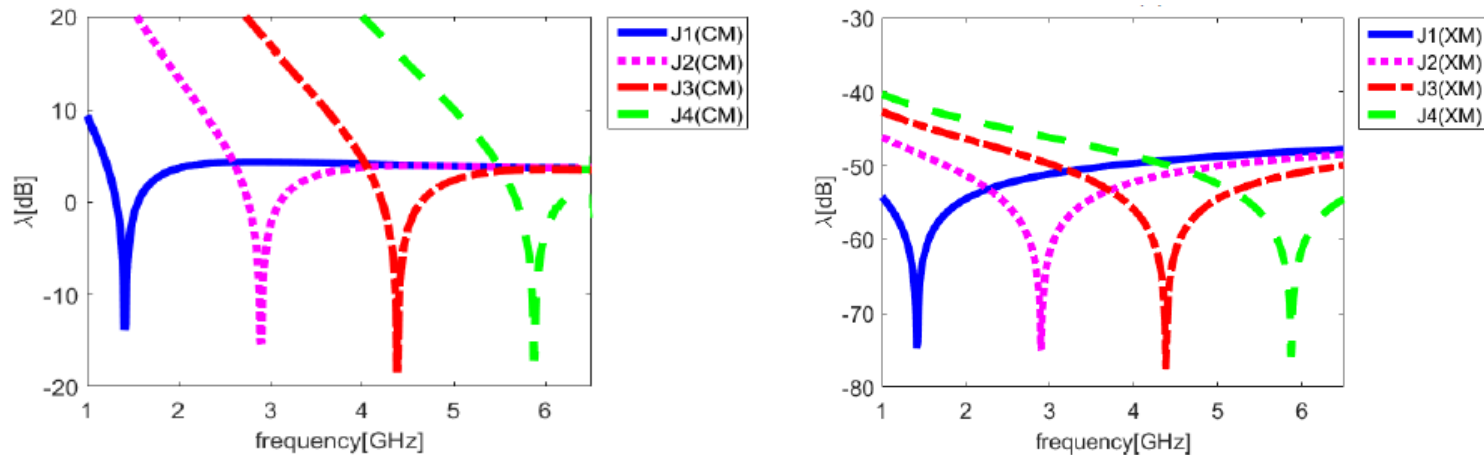 20
10
0
-10
-20
λ[dB]
1 2 3 4 5 6
frequency[GHz]
J1(CM)
J2(CM)
J3(CM)
J4(CM)
-30
-40
-50
-60
-70
-80
λ[dB]
1 2 3 4 5 6
frequency[GHz]
J1(XM)
J2(XM)
J3(XM)
J4(XM)